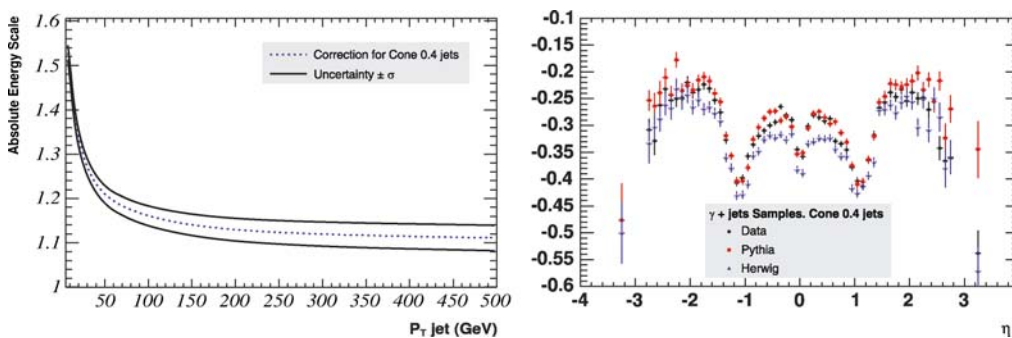 Absolute Energy Scale
1.6
1.5
1.4
1.3
1.2
1.1
1
Correction for Cone 0.4 jets
Uncertainty ± σ
50 100 150 200 250 300 350 400 450 500
P_T jet (GeV)
-0.1
-0.15
-0.2
-0.25
-0.3
-0.35
-0.4
-0.45
-0.5
-0.55
-0.6
γ + jets Samples. Cone 0.4 jets
Data
Pythia
Herwig
-4 -3 -2 -1 0 1 2 3 4
η